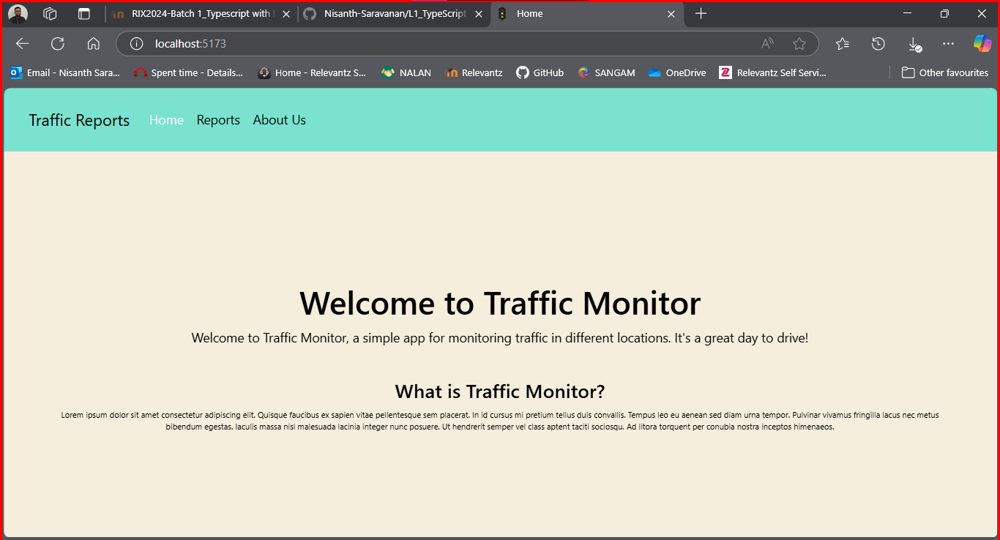 RIX2024-Batch 1_Typescript with
Nisanth-Saravanan/L1_TypeScript_
Home
localhost:5173
Email - Nisanth Sara...
Spent time - Details...
Home - Relevantz S...
NALAN
Relevantz
GitHub
SANGAM
OneDrive
Relevantz Self Servi...
Other favourites
Traffic Reports
Home
Reports
About Us
Welcome to Traffic Monitor
Welcome to Traffic Monitor, a simple app for monitoring traffic in different locations. It's a great day to drive!
What is Traffic Monitor?
Lorem ipsum dolor sit amet consectetur adipiscing elit. Quisque faucibus ex sapien vitae pellentesque sem placerat. In id cursus mi pretium tellus duis convallis. Tempus leo eu aenean sed diam urna tempor. Pulvinar vivamus fringilla lacus nec metus
bibendum egestas. Iaculis massa nisl malesuada lacinia integer nunc posuere. Ut hendrerit semper vel class aptent taciti sociosqu. Ad litora torquent per conubia nostra inceptos himenaeos.